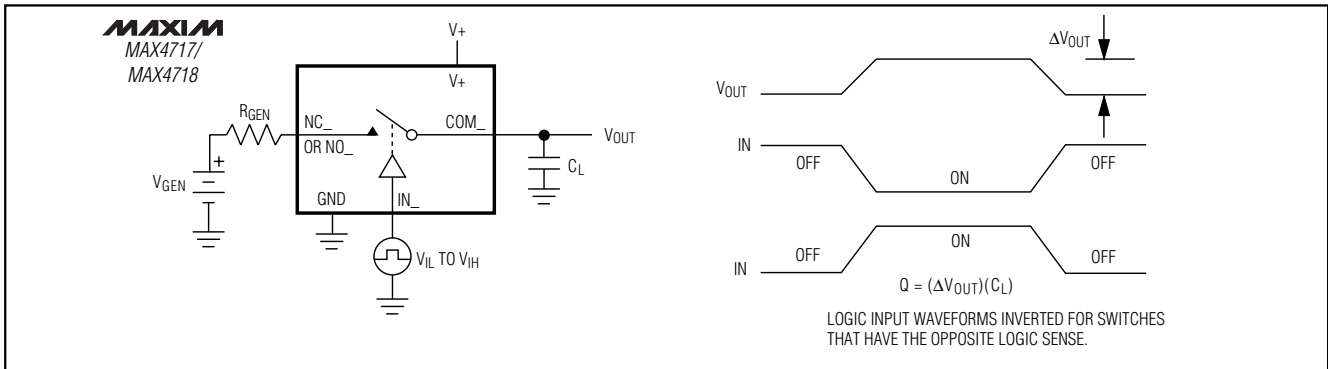 MAXIM
MAX4717/
MAX4718
V+
V+
RGEN
NC_
OR NO_
COM_
VOUT
CL
+
VGEN
GND
IN_
VIL TO VIH
ΔVOUT
VOUT
IN
OFF
ON
OFF
IN
OFF
ON
OFF
Q = (ΔVOUT)(CL)
LOGIC INPUT WAVEFORMS INVERTED FOR SWITCHES
THAT HAVE THE OPPOSITE LOGIC SENSE.